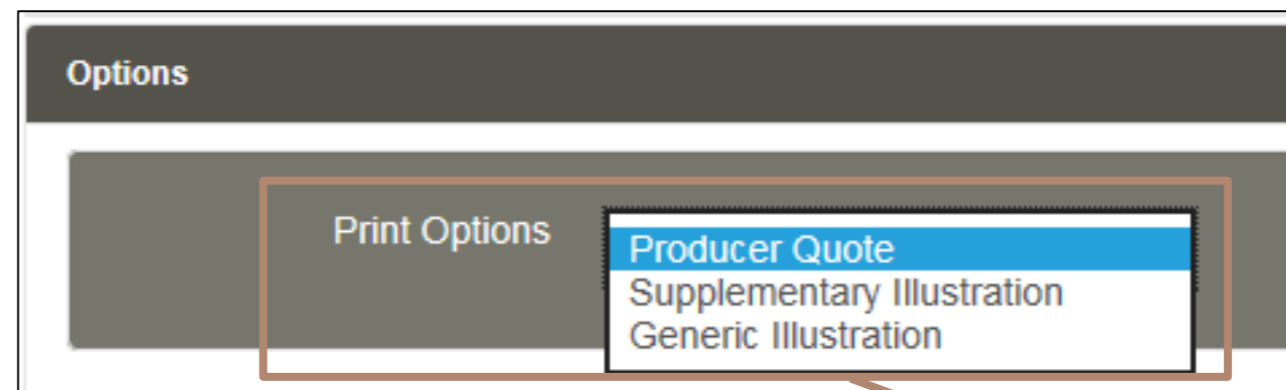 Options
Print Options
Producer Quote
Supplementary Illustration
Generic Illustration